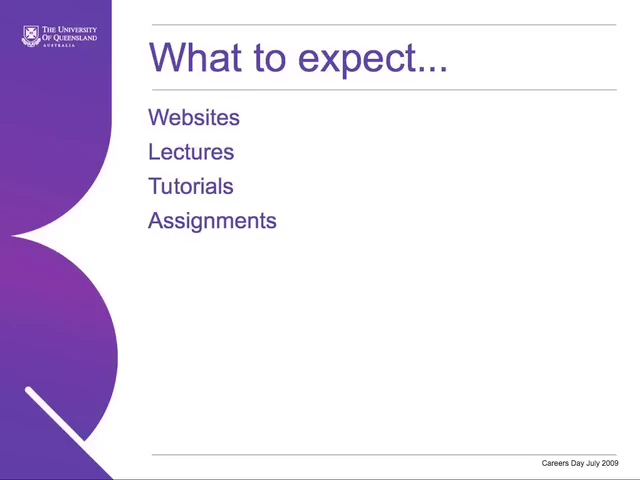 THE UNIVERSITY
OF QUEENSLAND
AUSTRALIA
What to expect...
Websites
Lectures
Tutorials
Assignments
Careers Day July 2009